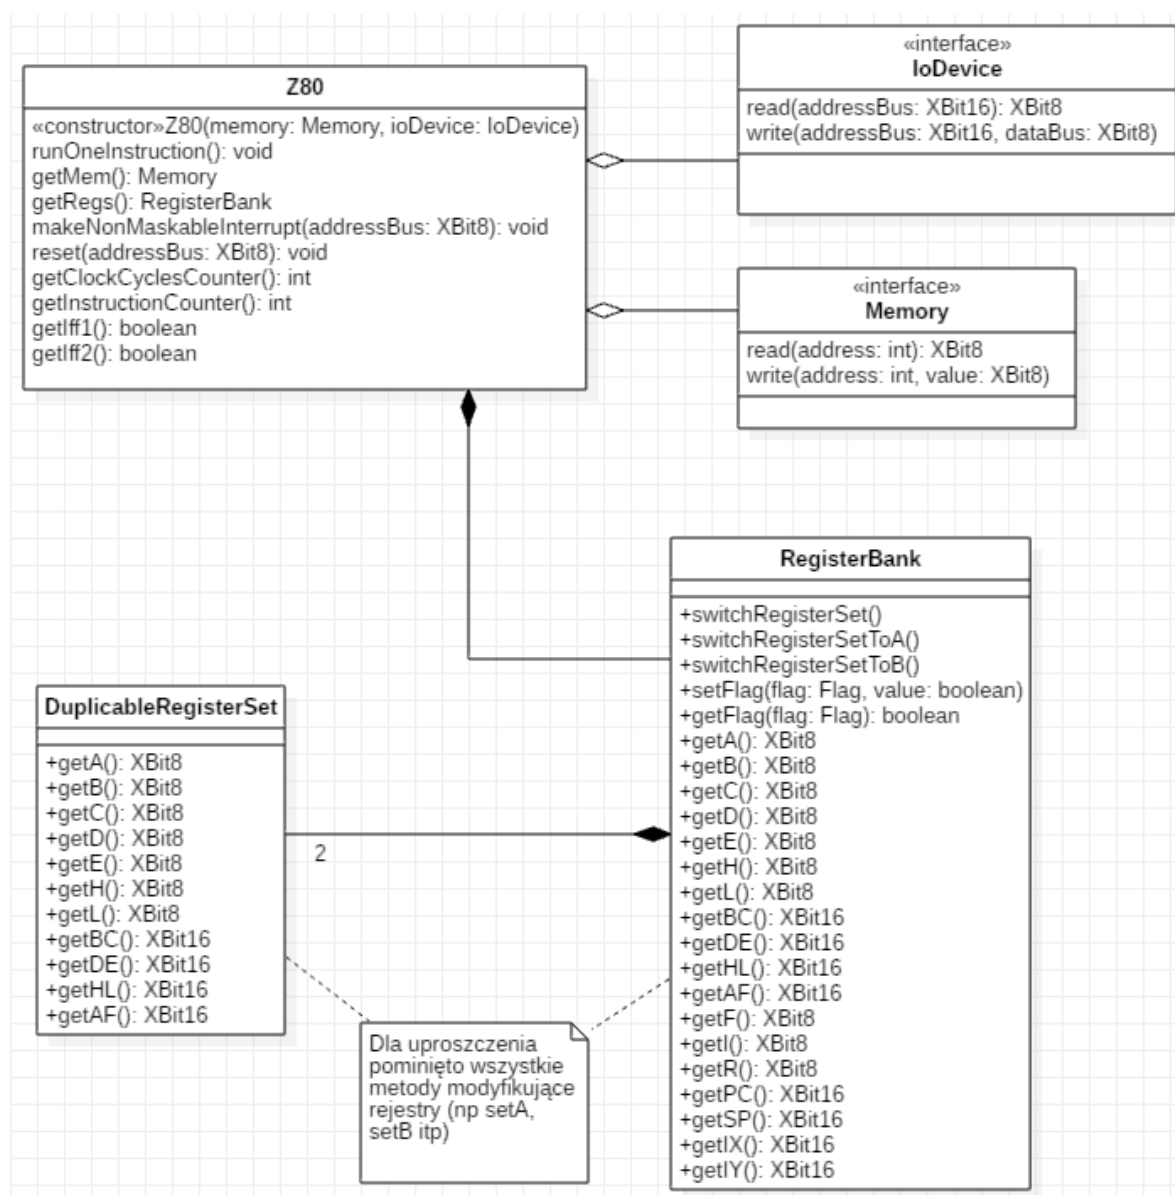 Z80
«constructor»Z80(memory: Memory, ioDevice: IoDevice)
runOneInstruction(): void
getMem(): Memory
getRegs(): RegisterBank
makeNonMaskableInterrupt(addressBus: XBit8): void
reset(addressBus: XBit8): void
getClockCyclesCounter(): int
getInstructionCounter(): int
getIff1(): boolean
getIff2(): boolean
«interface»
IoDevice
read(addressBus: XBit16): XBit8
write(addressBus: XBit16, dataBus: XBit8)
«interface»
Memory
read(address: int): XBit8
write(address: int, value: XBit8)
RegisterBank
+switchRegisterSet()
+switchRegisterSetToA()
+switchRegisterSetToB()
+setFlag(flag: Flag, value: boolean)
+getFlag(flag: Flag): boolean
+getA(): XBit8
+getB(): XBit8
+getC(): XBit8
+getD(): XBit8
+getE(): XBit8
+getH(): XBit8
+getL(): XBit8
+getBC(): XBit16
+getDE(): XBit16
+getHL(): XBit16
+getAF(): XBit16
+getF(): XBit8
+getI(): XBit8
+getR(): XBit8
+getPC(): XBit16
+getSP(): XBit16
+getIX(): XBit16
+getIY(): XBit16
DuplicableRegisterSet
+getA(): XBit8
+getB(): XBit8
+getC(): XBit8
+getD(): XBit8
+getE(): XBit8
+getH(): XBit8
+getL(): XBit8
+getBC(): XBit16
+getDE(): XBit16
+getHL(): XBit16
+getAF(): XBit16
2
Dla uproszczenia
pominięto wszystkie
metody modyfikujące
rejestry (np setA,
setB itp)